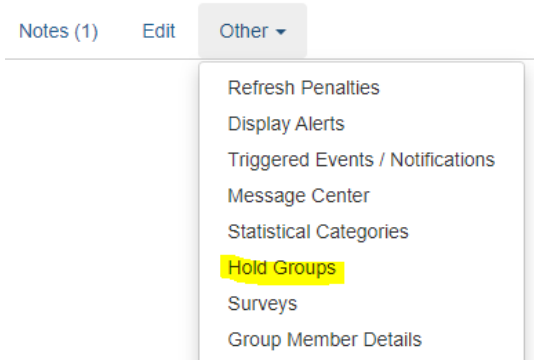 Notes (1) Edit Other
Refresh Penalties
Display Alerts
Triggered Events / Notifications
Message Center
Statistical Categories
Hold Groups
Surveys
Group Member Details